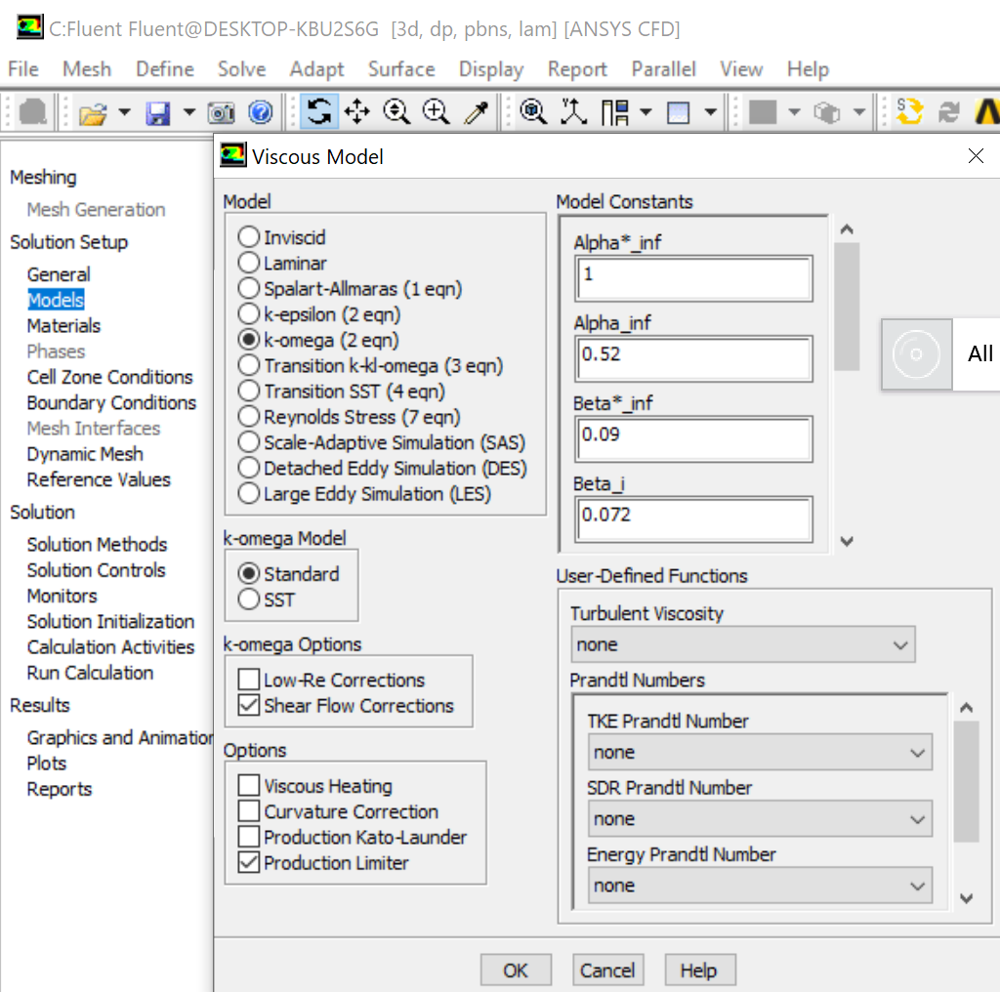 C:Fluent Fluent@DESKTOP-KBU2S6G [3d, dp, pbns, lam] [ANSYS CFD]
File Mesh Define Solve Adapt Surface Display Report Parallel View Help
Meshing
Mesh Generation
Solution Setup
General
Models
Materials
Phases
Cell Zone Conditions
Boundary Conditions
Mesh Interfaces
Dynamic Mesh
Reference Values
Solution
Solution Methods
Solution Controls
Monitors
Solution Initialization
Calculation Activities
Run Calculation
Results
Graphics and Animation
Plots
Reports
Viscous Model
Model
Inviscid
Laminar
Spalart-Allmaras (1 eqn)
k-epsilon (2 eqn)
k-omega (2 eqn)
Transition k-kl-omega (3 eqn)
Transition SST (4 eqn)
Reynolds Stress (7 eqn)
Scale-Adaptive Simulation (SAS)
Detached Eddy Simulation (DES)
Large Eddy Simulation (LES)
k-omega Model
Standard
SST
k-omega Options
Low-Re Corrections
Shear Flow Corrections
Options
Viscous Heating
Curvature Correction
Production Kato-Launder
Production Limiter
Model Constants
Alpha*_inf
1
Alpha_inf
0.52
Beta*_inf
0.09
Beta_i
0.072
User-Defined Functions
Turbulent Viscosity
none
Prandtl Numbers
TKE Prandtl Number
none
SDR Prandtl Number
none
Energy Prandtl Number
none
OK Cancel Help
All